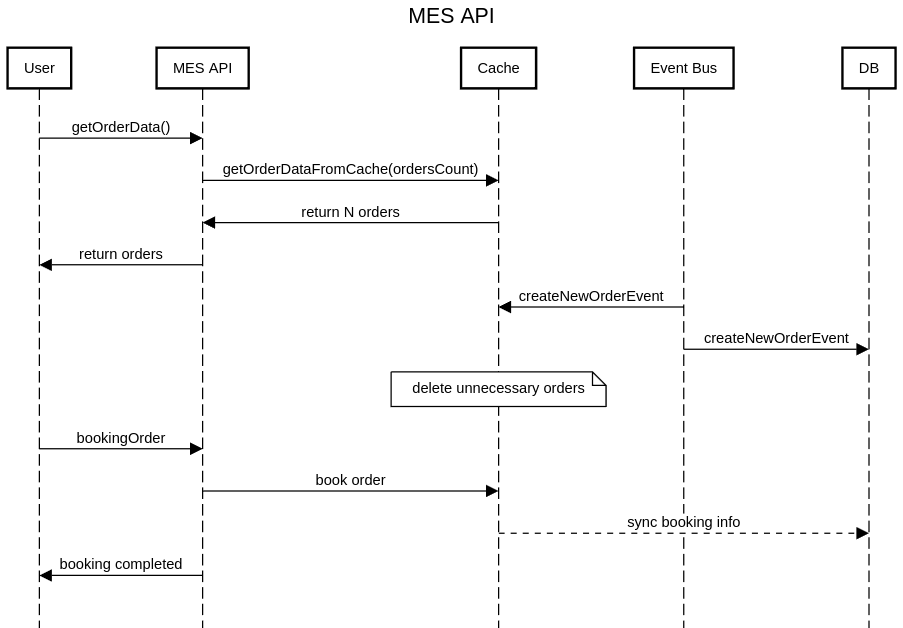 MES API
User
MES API
Cache
Event Bus
DB
getOrderData()
getOrderDataFromCache(ordersCount)
return N orders
return orders
createNewOrderEvent
createNewOrderEvent
delete unnecessary orders
bookingOrder
book order
sync booking info
booking completed